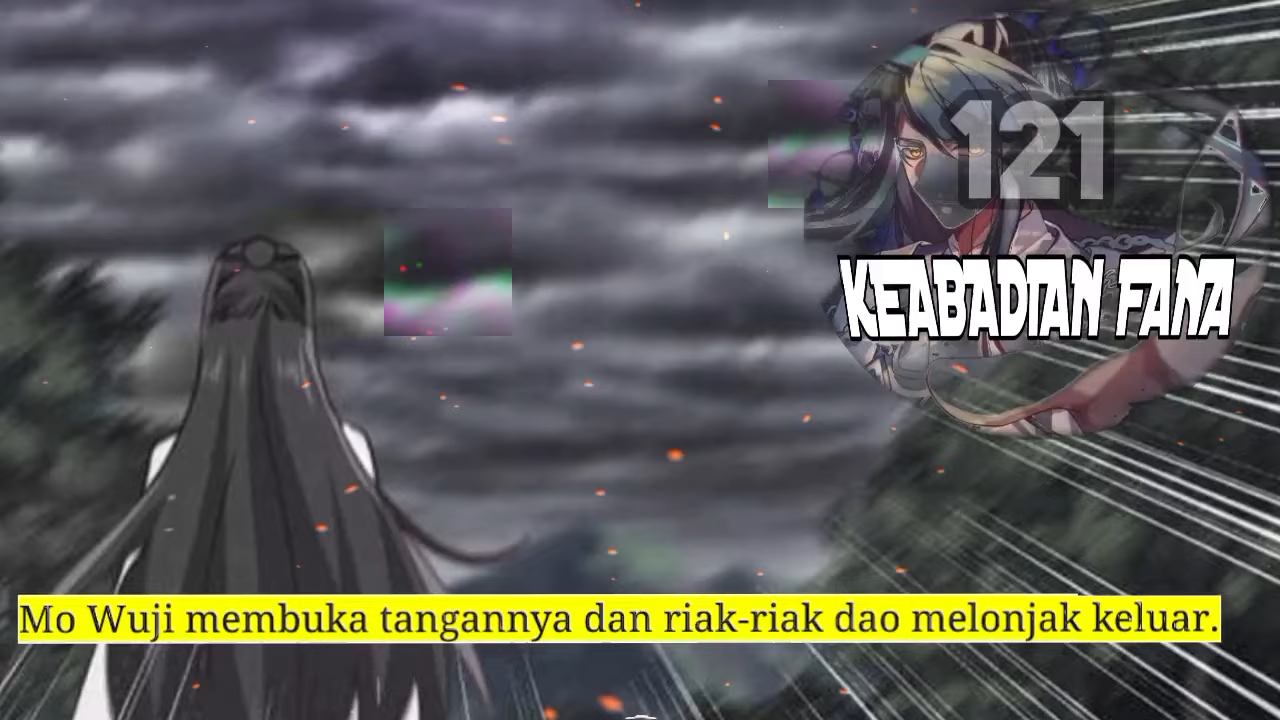 121
KEABADIAN FANA
Mo Wuji membuka tangannya dan riak-riak dao melonjak keluar.